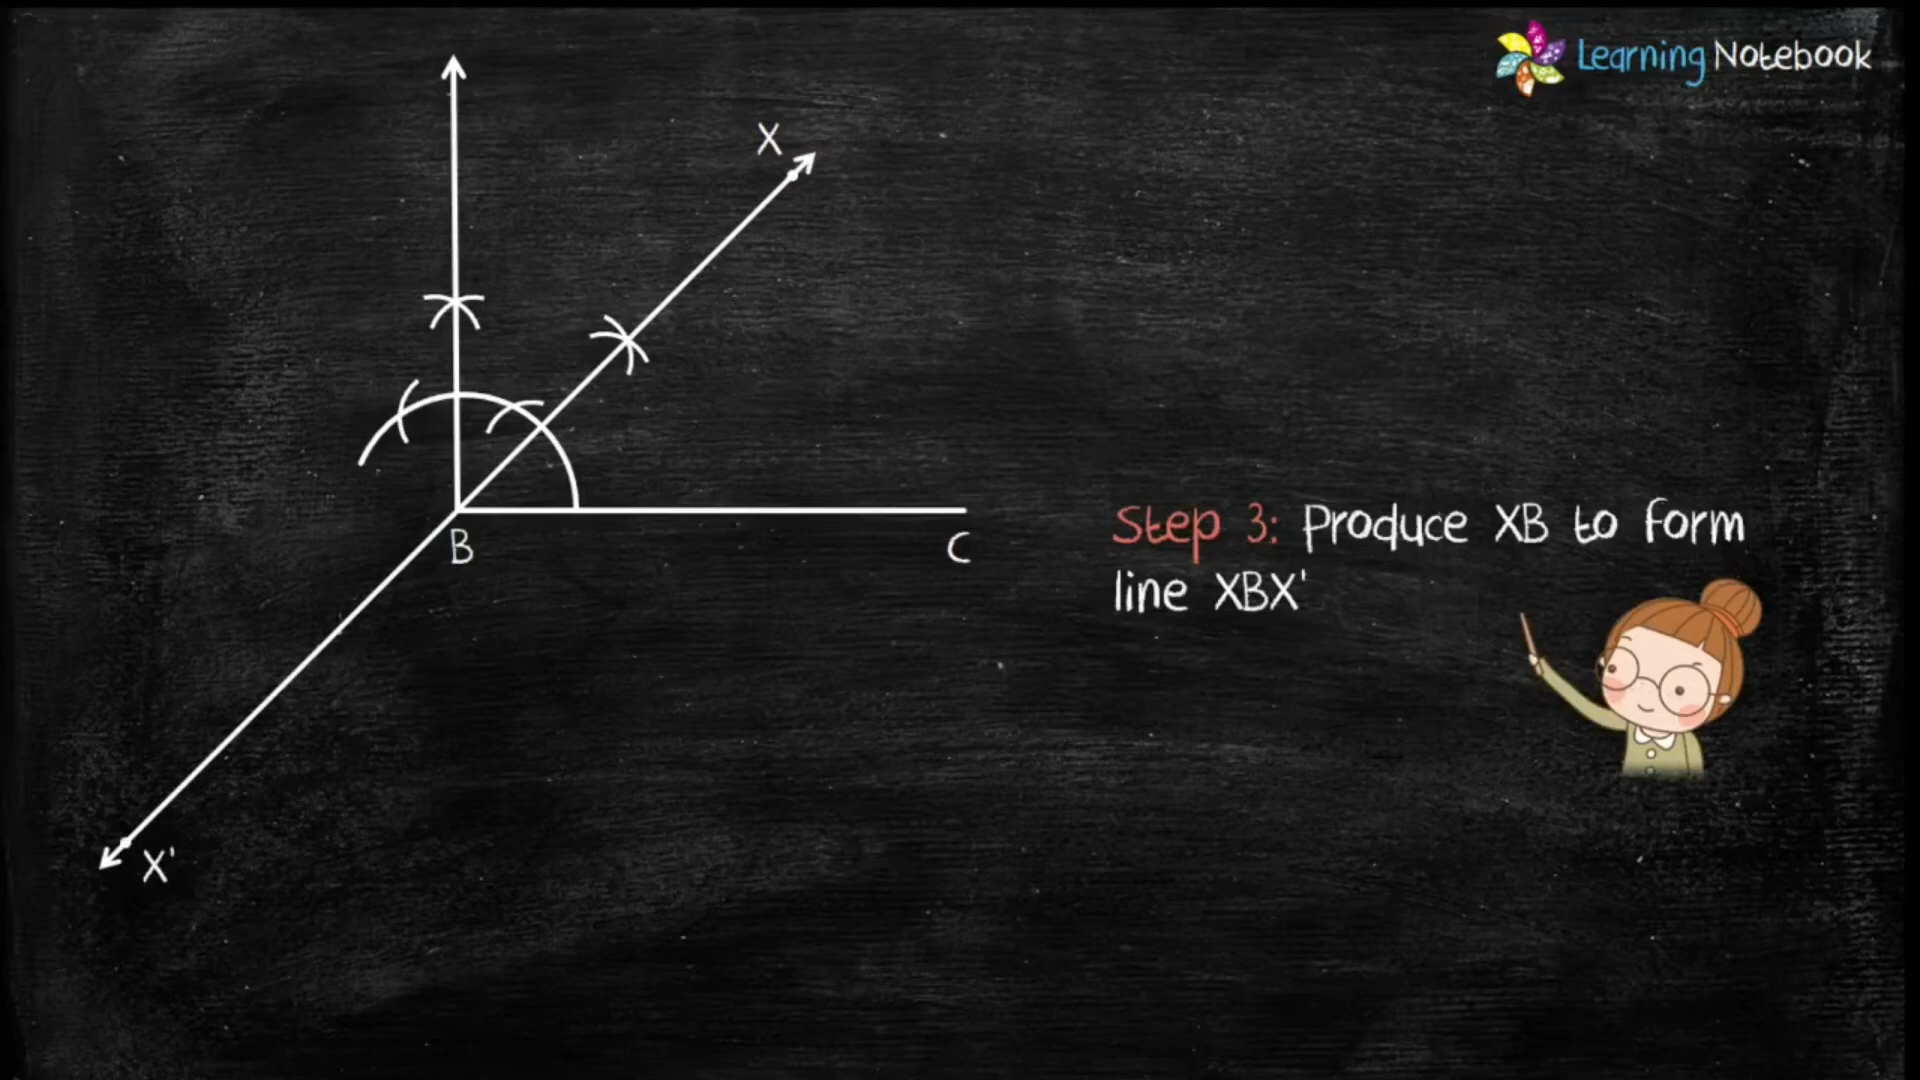 Learning Notebook
X
B
C
Step 3: Produce XB to form
line XBX'
X'